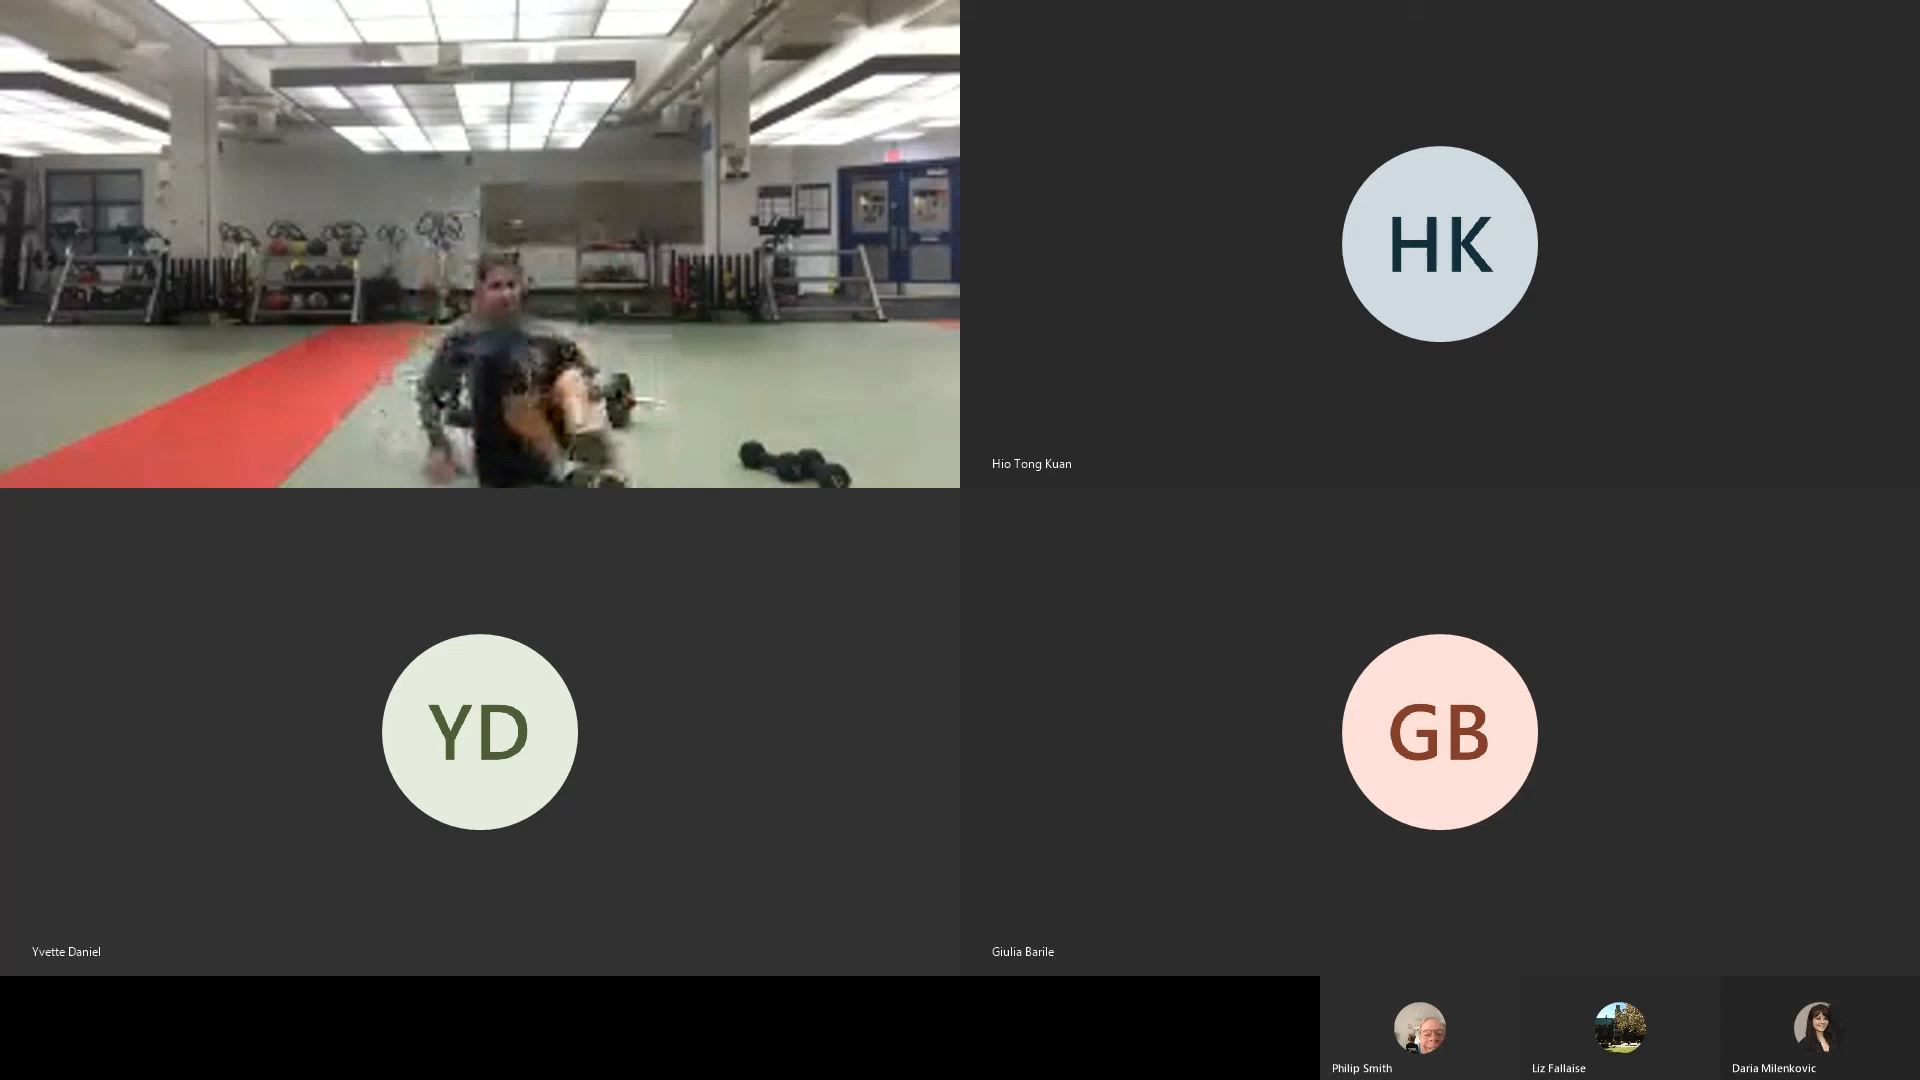 HK
Hio Tong Kuan
YD
GB
Yvette Daniel
Giulia Barile
Philip Smith
Liz Fallaise
Daria Milenkovic